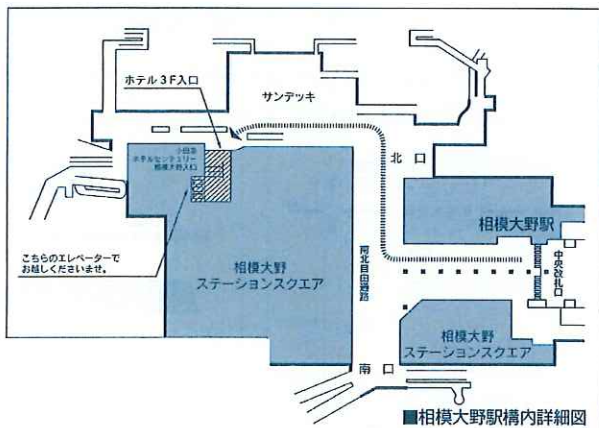 ホテル3F入口
サンデッキ
小田急
ホテルセンチュリー
相模大野入口
北口
相模大野駅
こちらのエレベーターで
お越しくださいませ。
相模大野
ステーションスクエア
南北自由通路
中央改札口
相模大野
ステーションスクエア
南口
■相模大野駅構内詳細図